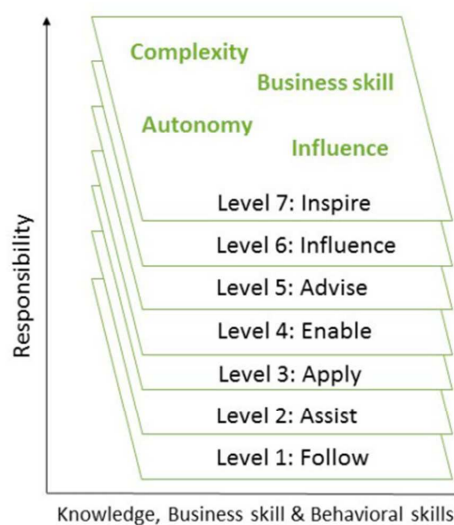 Complexity
Business skill
Autonomy
Influence
Level 7: Inspire
Level 6: Influence
Level 5: Advise
Level 4: Enable
Level 3: Apply
Level 2: Assist
Level 1: Follow
Responsibility
Knowledge, Business skill & Behavioral skills